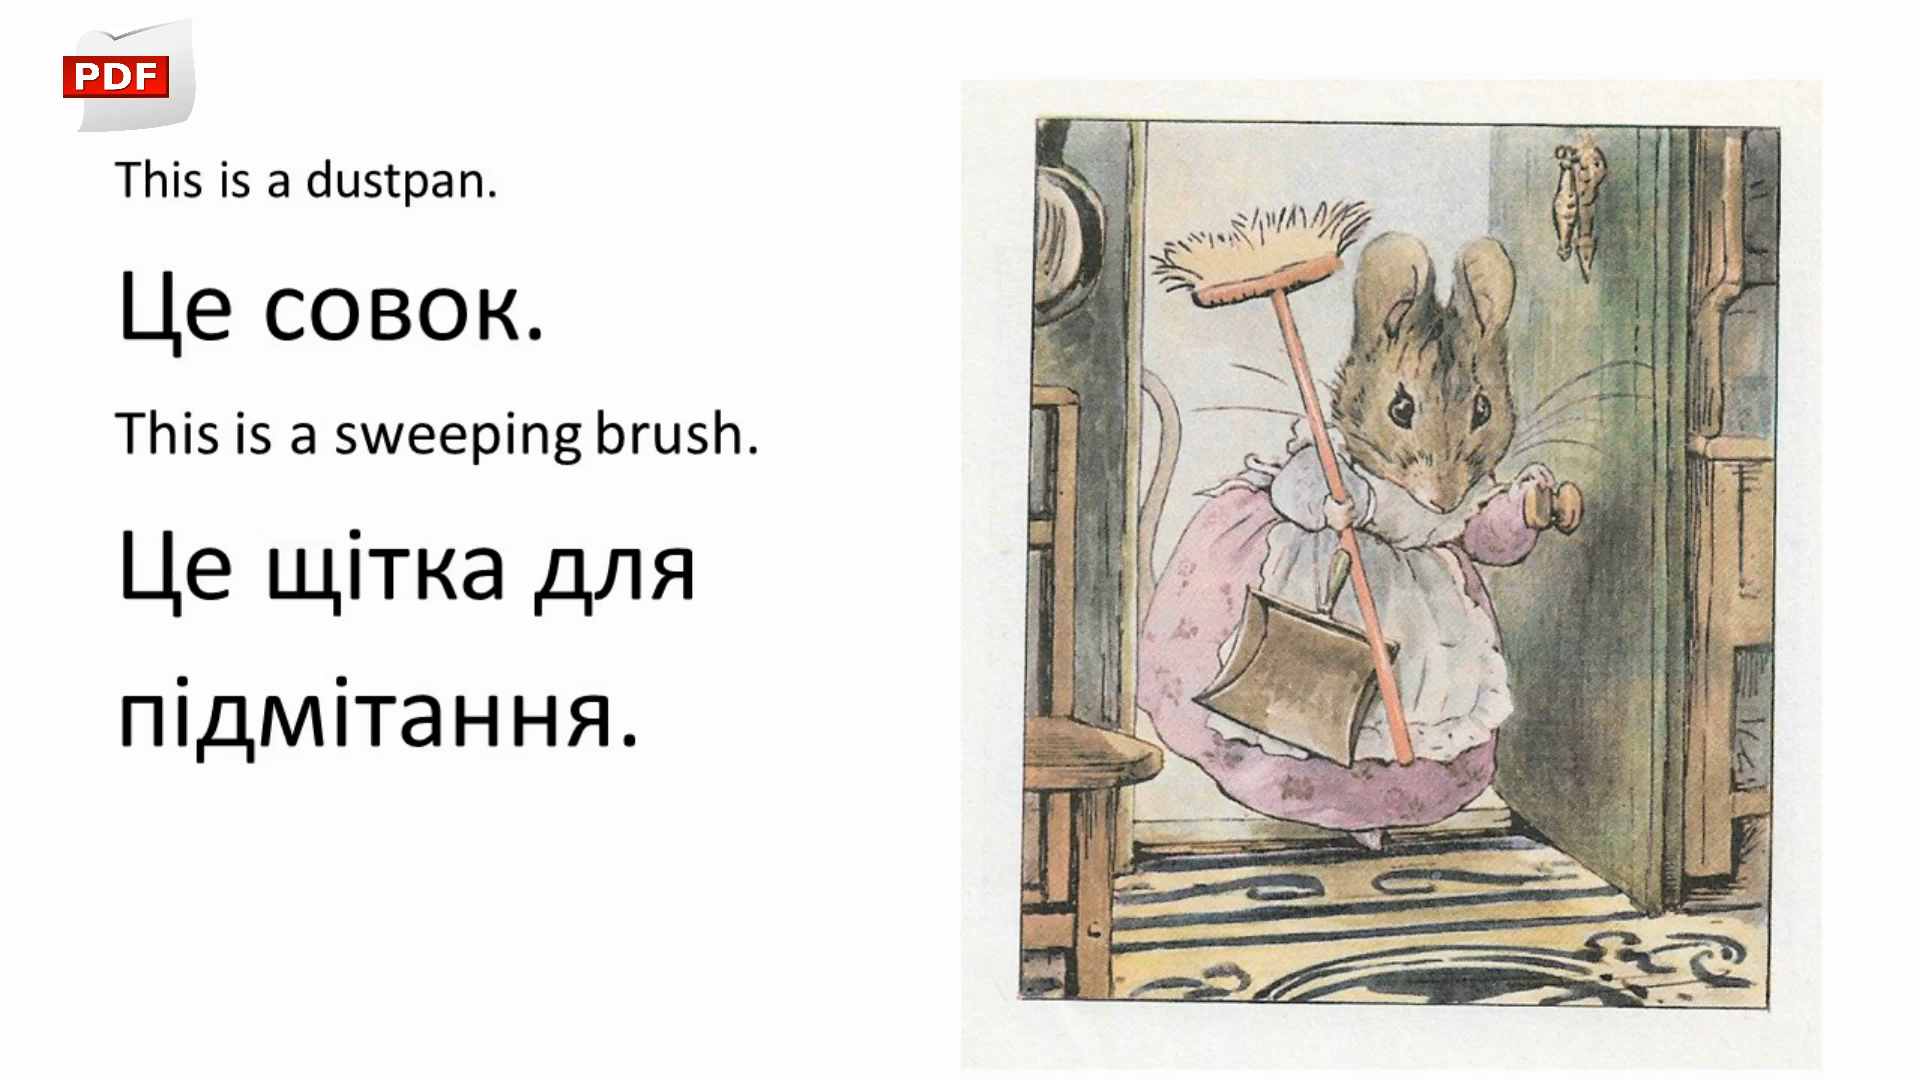 PDF
This is a dustpan.
Це совок.
This is a sweeping brush.
Це щітка для
підмітання.